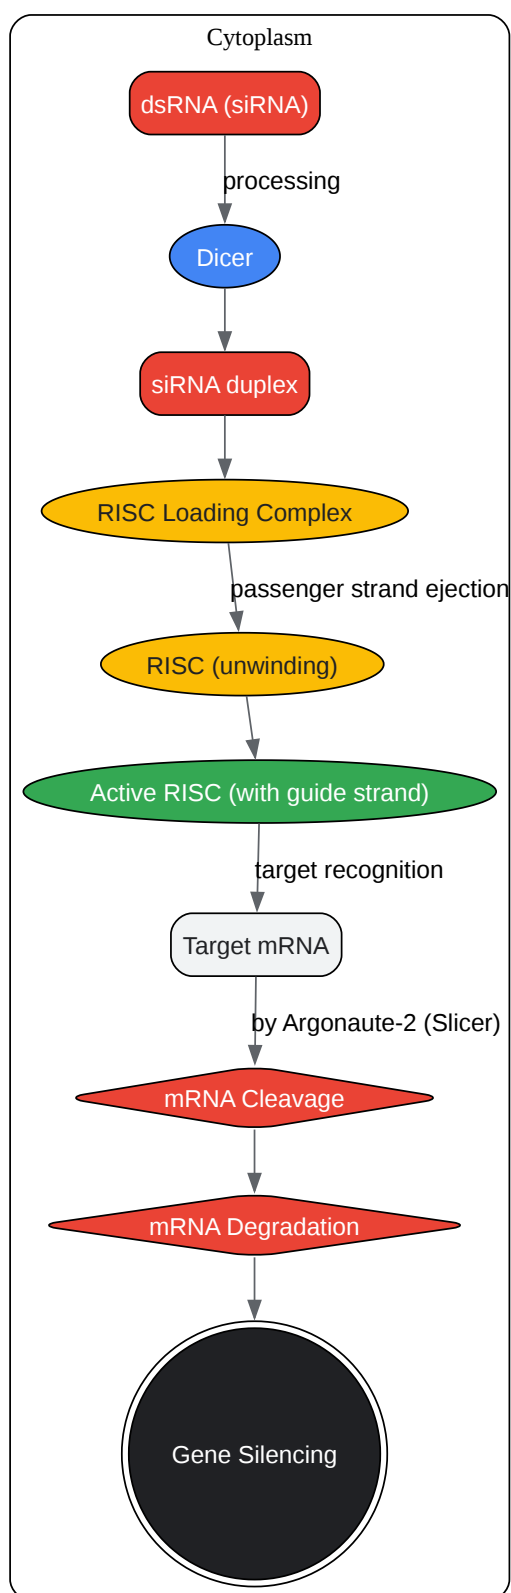 Cytoplasm
dsRNA (siRNA)
processing
Dicer
siRNA duplex
RISC Loading Complex
passenger strand ejection
RISC (unwinding)
Active RISC (with guide strand)
target recognition
Target mRNA
by Argonaute-2 (Slicer)
mRNA Cleavage
mRNA Degradation
Gene Silencing